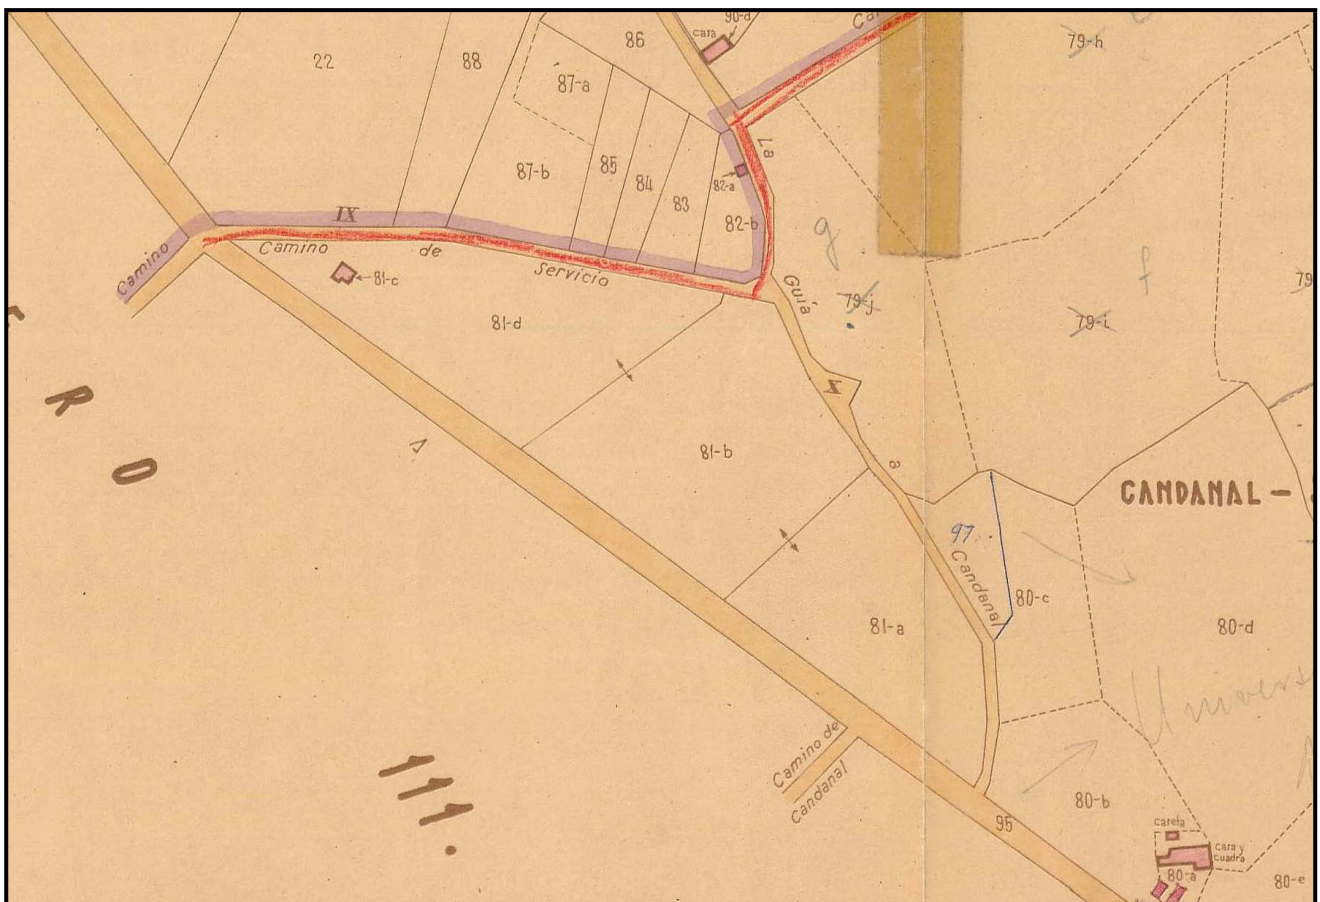 90-a
casa
86
79-h
22
88
87-a
La
87-b
85
84
82-a
83
82-b
IX
g
Camino de Servicio
Camino
81-c
Guía
79-j
f
79
79-i
81-d
R D
X
81-b
a
CANDANAL -
97
Candanal
80-c
81-a
80-d
Univers
Camino de
Candanal
111.
80-b
95
casela
casa y
cuadra
80-a
80-e